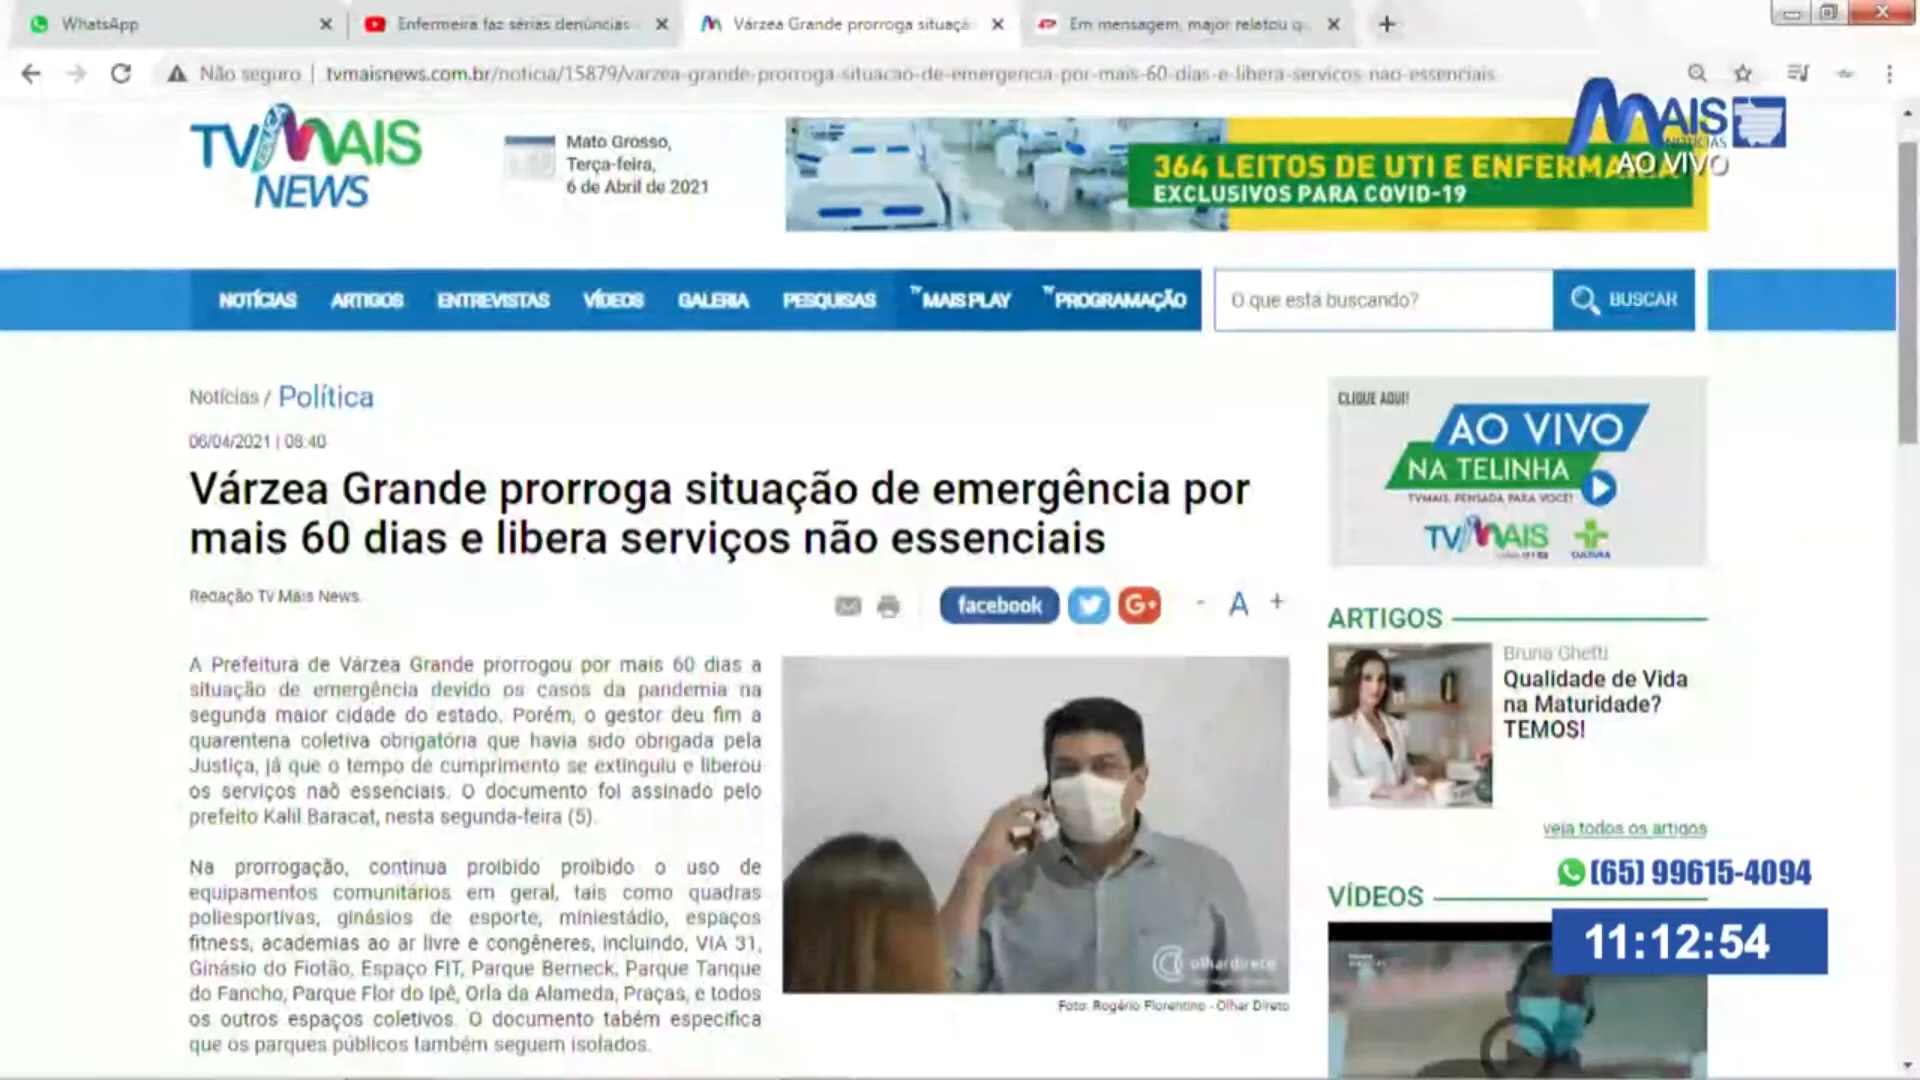 WhatsApp
Enfermeira faz sérias denúncias
Várzea Grande prorroga situaçã
Em mensagem, major relatou q
Não seguro | tvmaisnews.com.br/noticia/15879/varzea-grande-prorroga-situacao-de-emergencia-por-mais-60-dias-e-libera-servicos-nao-essenciais
TV MAIS
NEWS
Mato Grosso,
Terça-feira,
6 de Abril de 2021
364 LEITOS DE UTI E ENFERMARIA
EXCLUSIVOS PARA COVID-19
MAIS
NOTÍCIAS
AO VIVO
NOTÍCIAS ARTIGOS ENTREVISTAS VÍDEOS GALERIA PESQUISAS TV MAIS PLAY TV PROGRAMAÇÃO
O que está buscando?
BUSCAR
Notícias / Política
06/04/2021 | 08:40
Várzea Grande prorroga situação de emergência por
mais 60 dias e libera serviços não essenciais
Redação Tv Mais News
facebook
G+
- A +
A Prefeitura de Várzea Grande prorrogou por mais 60 dias a
situação de emergência devido os casos da pandemia na
segunda maior cidade do estado. Porém, o gestor deu fim a
quarentena coletiva obrigatória que havia sido obrigada pela
Justiça, já que o tempo de cumprimento se extinguiu e liberou
os serviços naõ essenciais. O documento foi assinado pelo
prefeito Kalil Baracat, nesta segunda-feira (5).
Na prorrogação, continua proibido proibido o uso de
equipamentos comunitários em geral, tais como quadras
poliesportivas, ginásios de esporte, miniestádio, espaços
fitness, academias ao ar livre e congêneres, incluindo, VIA 31,
Ginásio do Fiotão, Espaço FIT, Parque Berneck, Parque Tanque
do Fancho, Parque Flor do Ipê, Orla da Alameda, Praças, e todos
os outros espaços coletivos. O documento tabém especifica
que os parques públicos também seguem isolados.
olhardireto
Foto: Rogério Florentino - Olhar Direto
CLIQUE AQUI!
AO VIVO
NA TELINHA
TVMAIS. PENSADA PARA VOCÊ!
TV MAIS
CULTURA
ARTIGOS
Bruna Ghetti
Qualidade de Vida
na Maturidade?
TEMOS!
veja todos os artigos
(65) 99615-4094
VÍDEOS
11:12:54